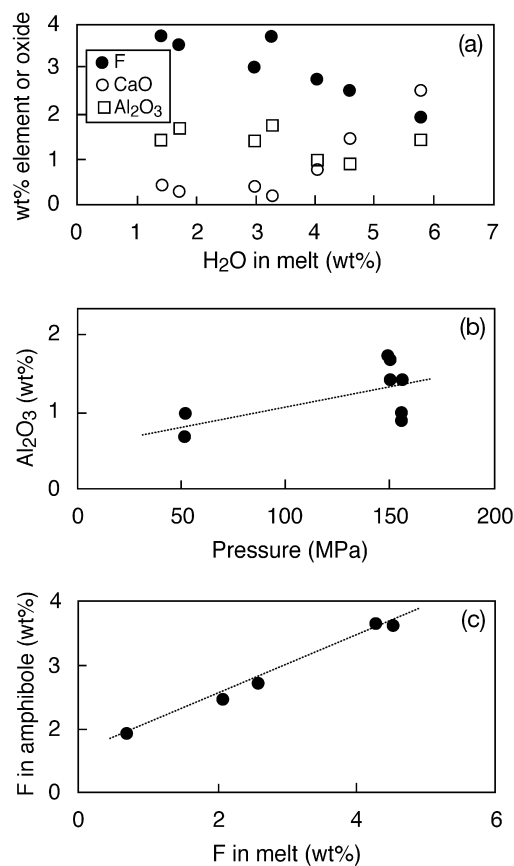 (a)
F
CaO
Al₂O₃
wt% element or oxide
4
3
2
1
0
0 1 2 3 4 5 6 7
H₂O in melt (wt%)
(b)
Al₂O₃ (wt%)
2
1
0
0 50 100 150 200
Pressure (MPa)
(c)
F in amphibole (wt%)
4
3
2
0
0 2 4 6
F in melt (wt%)